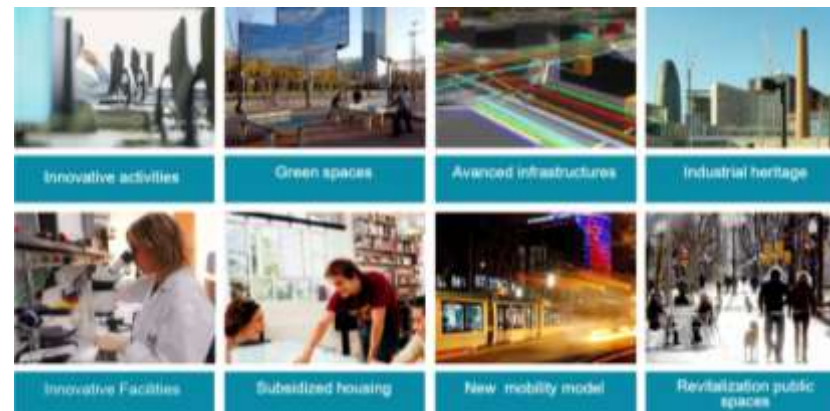 Innovative activities
Green spaces
Avanced infrastructures
Industrial heritage
Innovative Facilities
Subsidized housing
New mobility model
Revitalization public
spaces